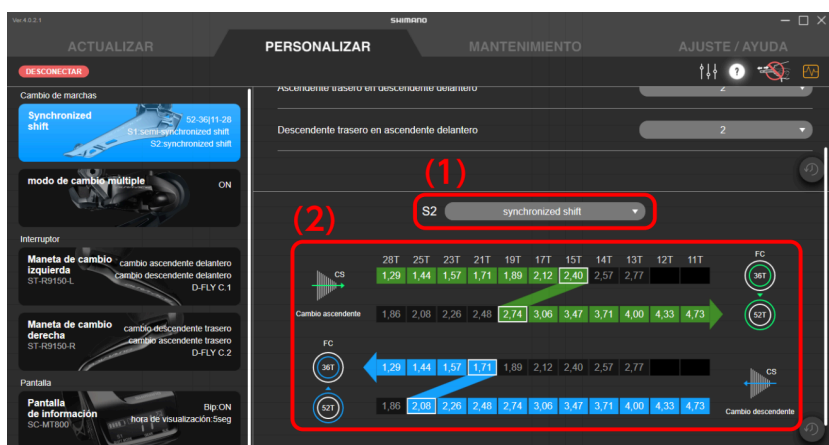 Ver 4.0.2.1
SHIMANO
ACTUALIZAR
PERSONALIZAR
MANTENIMIENTO
AJUSTE / AYUDA
DESCONECTAR
?
Cambio de marchas
Synchronized shift
52-36|11-28
S1:semi-synchronized shift
S2:synchronized shift
modo de cambio múltiple
ON
Interruptor
Maneta de cambio izquierda
ST-R9150-L
cambio ascendente delantero
cambio descendente delantero
D-FLY C.1
Maneta de cambio derecha
ST-R9150-R
cambio descendente trasero
cambio ascendente trasero
D-FLY C.2
Pantalla
Pantalla de información
SC-MT800
Bip:ON
hora de visualización:5seg
Ascendente trasero en descendente delantero
2
Descendente trasero en ascendente delantero
2
(1)
S2
synchronized shift
(2)
28T 25T 23T 21T 19T 17T 15T 14T 13T 12T 11T
CS
1,29 1,44 1,57 1,71 1,89 2,12 2,40 2,57 2,77
FC
36T
Cambio ascendente
1,86 2,08 2,26 2,48 2,74 3,06 3,47 3,71 4,00 4,33 4,73
52T
FC
36T
1,29 1,44 1,57 1,71 1,89 2,12 2,40 2,57 2,77
CS
52T
1,86 2,08 2,26 2,48 2,74 3,06 3,47 3,71 4,00 4,33 4,73
Cambio descendente